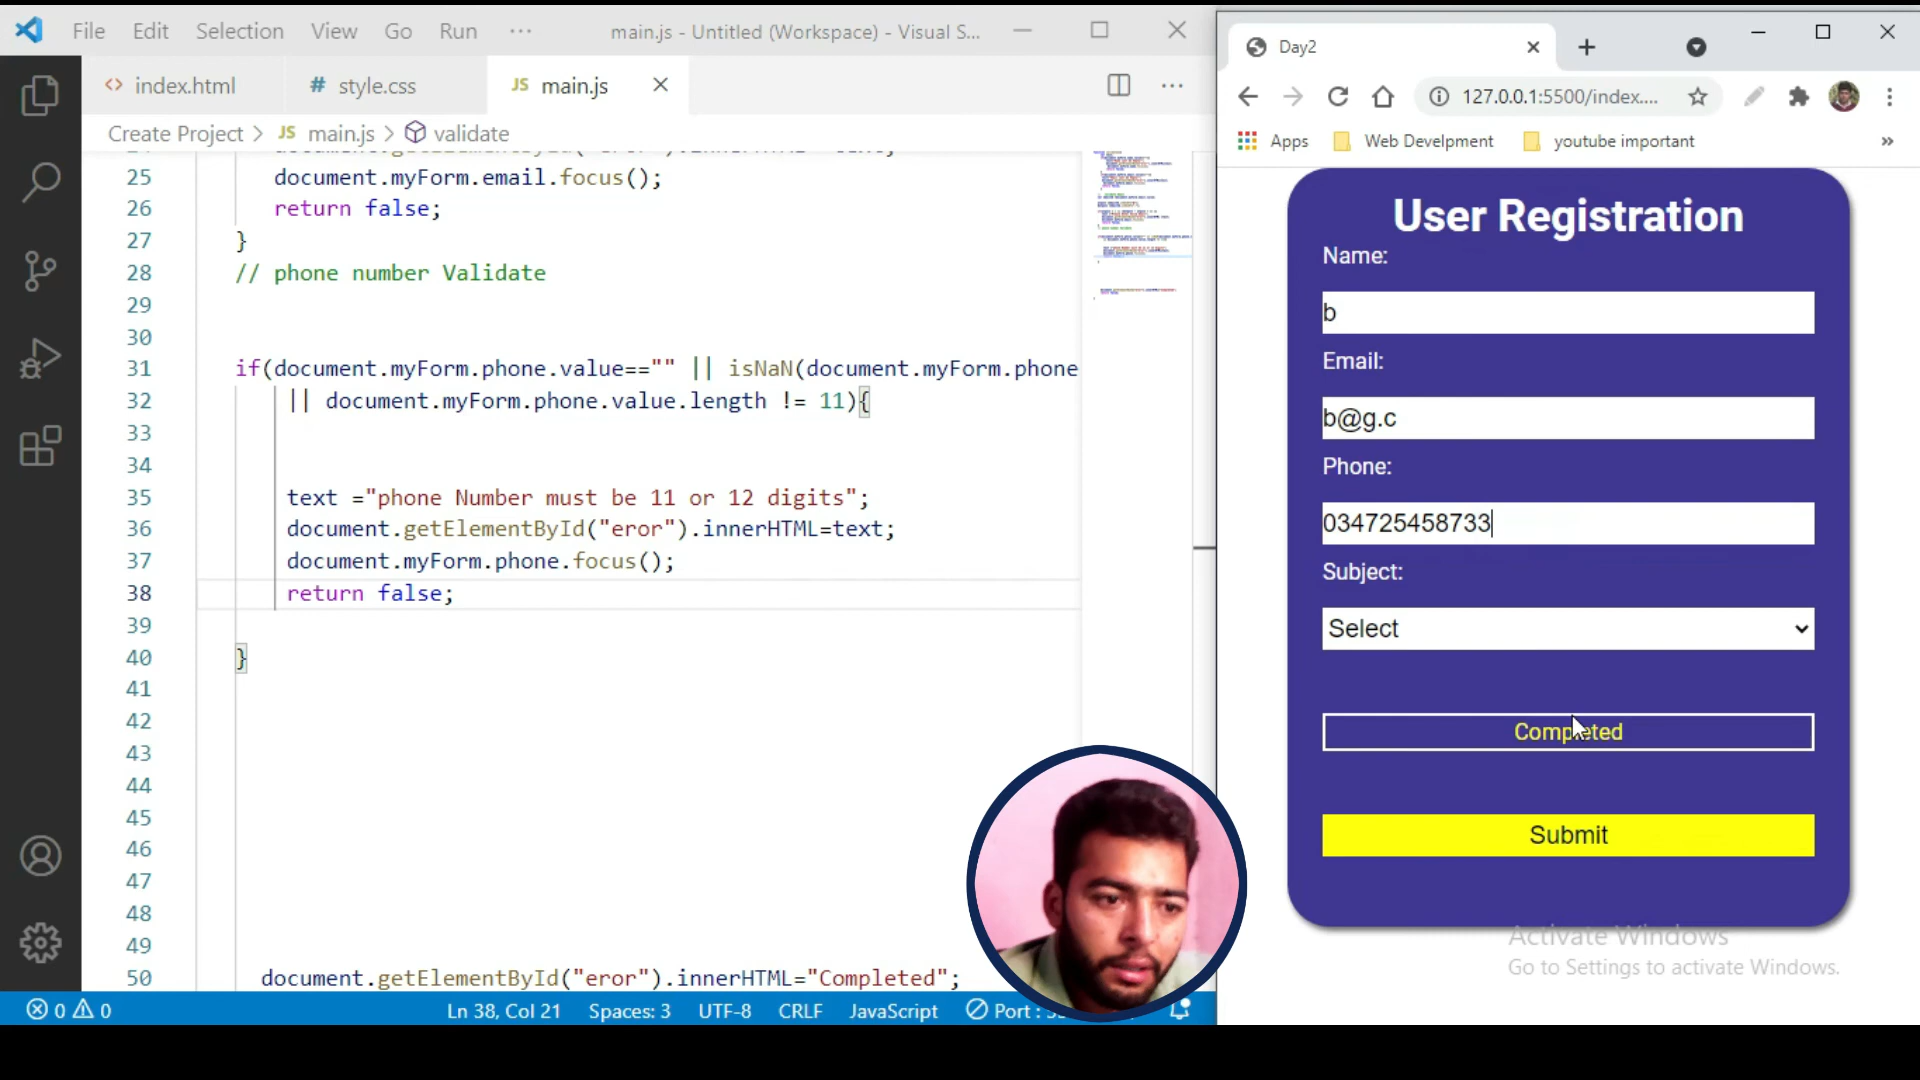 File Edit Selection View Go Run ··· main.js - Untitled (Workspace) - Visual S...
index.html # style.css JS main.js
Create Project > JS main.js > validate
25 document.myForm.email.focus();
26 return false;
27 }
28 // phone number Validate
29
30
31 if(document.myForm.phone.value=="" || isNaN(document.myForm.phone
32 || document.myForm.phone.value.length != 11){
33
34
35 text ="phone Number must be 11 or 12 digits";
36 document.getElementById("eror").innerHTML=text;
37 document.myForm.phone.focus();
38 return false;
39
40 }
41
42
43
44
45
46
47
48
49
50 document.getElementById("eror").innerHTML="Completed";
0 0 Ln 38, Col 21 Spaces: 3 UTF-8 CRLF JavaScript Port :
Day2
127.0.0.1:5500/index....
Apps Web Develpment youtube important »
User Registration
Name:
b
Email:
b@g.c
Phone:
034725458733
Subject:
Select
Completed
Submit
Activate Windows
Go to Settings to activate Windows.